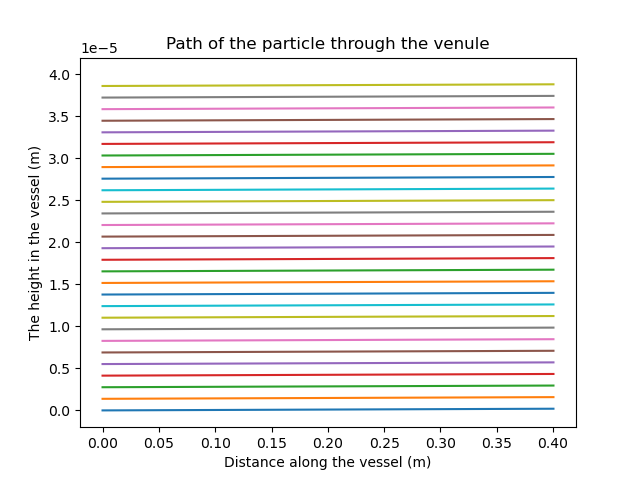 Path of the particle through the venule
1e−5
4.0
3.5
3.0
2.5
2.0
1.5
1.0
0.5
0.0
The height in the vessel (m)
0.00 0.05 0.10 0.15 0.20 0.25 0.30 0.35 0.40
Distance along the vessel (m)